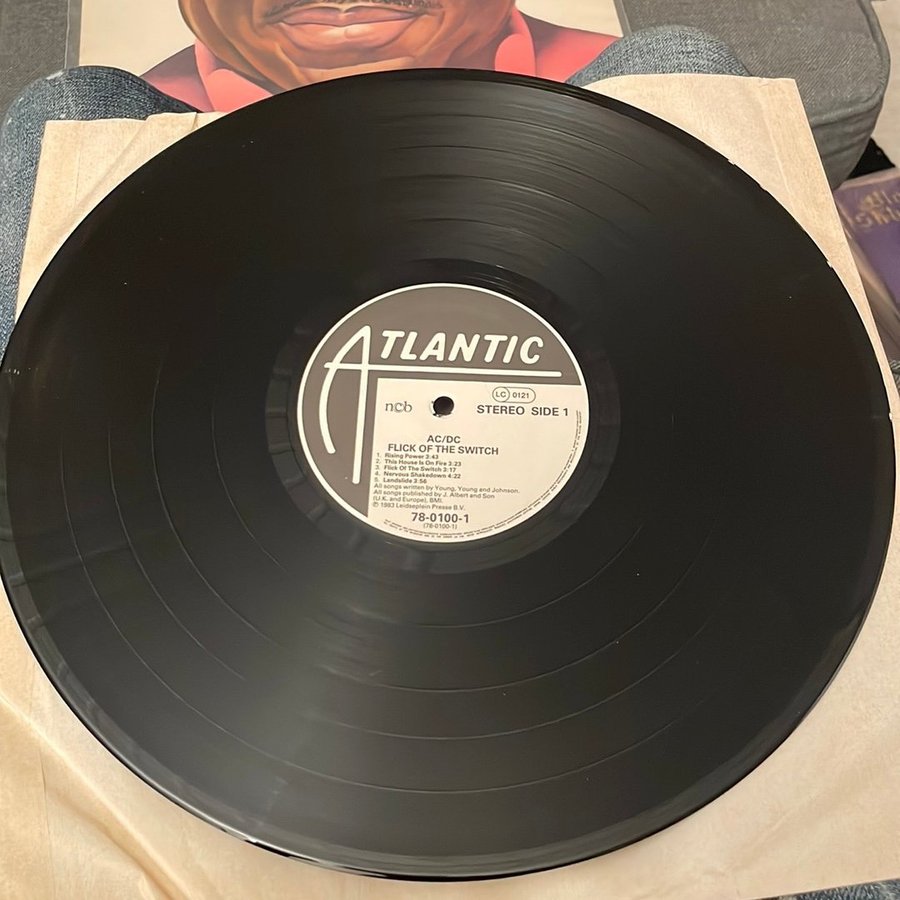 ATLANTIC
LC 0121
ncb
STEREO SIDE 1
AC/DC
FLICK OF THE SWITCH
1. Rising Power 3:43
2. This House Is On Fire 3:23
3. Flick Of The Switch 3:17
4. Nervous Shakedown 4:22
5. Landslide 3:56
All songs written by Young, Young and Johnson.
All songs published by J. Albert and Son
(U.K. and Europe), BMI.
℗ 1983 Leidseplein Presse B.V.
78-0100-1
(78-0100-1)